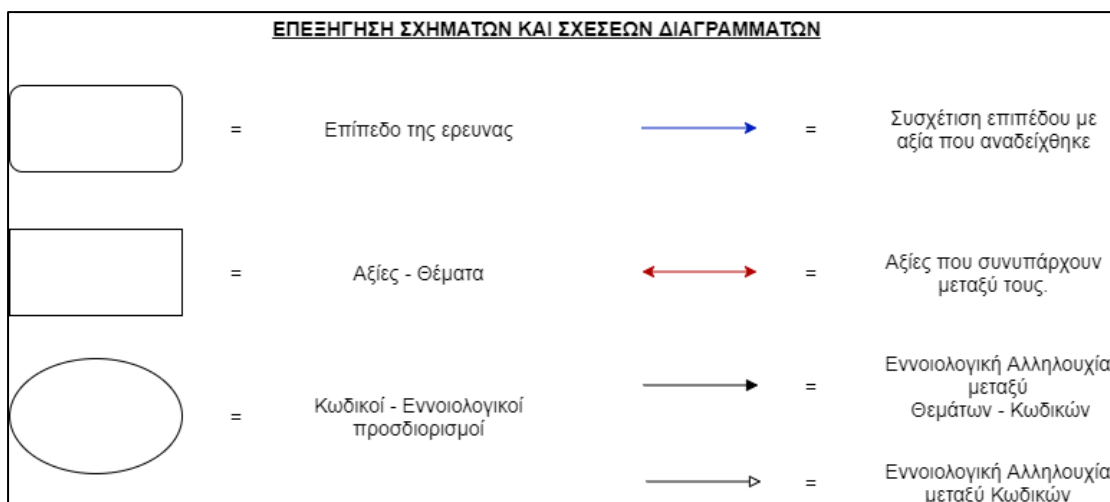 ΕΠΕΞΗΓΗΣΗ ΣΧΗΜΑΤΩΝ ΚΑΙ ΣΧΕΣΕΩΝ ΔΙΑΓΡΑΜΜΑΤΩΝ
= Επίπεδο της ερευνας
= Συσχέτιση επιπέδου με
αξία που αναδείχθηκε
= Αξίες - Θέματα
= Αξίες που συνυπάρχουν
μεταξύ τους.
= Κωδικοί - Εννοιολογικοί
προσδιορισμοί
= Εννοιολογική Αλληλουχία
μεταξύ
Θεμάτων - Κωδικών
= Εννοιολογική Αλληλουχία
μεταξύ Κωδικών